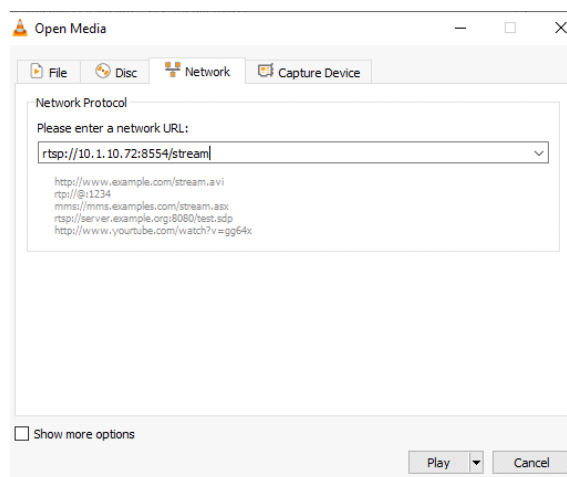 Open Media
File Disc Network Capture Device
Network Protocol
Please enter a network URL:
rtsp://10.1.10.72:8554/stream
http://www.example.com/stream.avi
rtp://@:1234
mms://mms.examples.com/stream.asx
rtsp://server.example.org:8080/test.sdp
http://www.yourtube.com/watch?v=gg64x
Show more options
Play Cancel